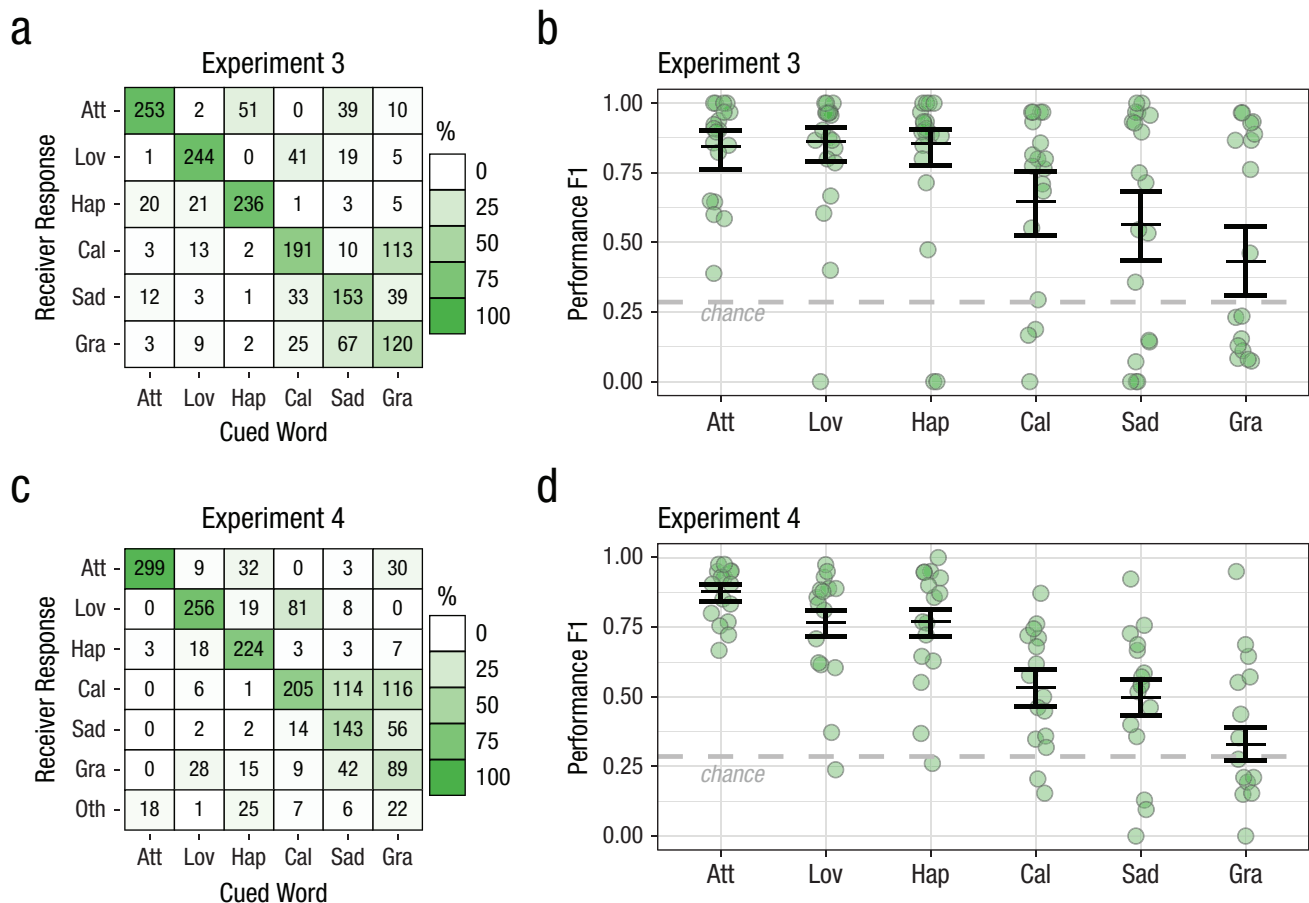 a
Experiment 3
Receiver Response
Att 253 2 51 0 39 10
Lov 1 244 0 41 19 5
Hap 20 21 236 1 3 5
Cal 3 13 2 191 10 113
Sad 12 3 1 33 153 39
Gra 3 9 2 25 67 120
Att Lov Hap Cal Sad Gra
Cued Word
%
0
25
50
75
100
b
Experiment 3
Performance F1
1.00
0.75
0.50
0.25
0.00
chance
Att Lov Hap Cal Sad Gra
c
Experiment 4
Receiver Response
Att 299 9 32 0 3 30
Lov 0 256 19 81 8 0
Hap 3 18 224 3 3 7
Cal 0 6 1 205 114 116
Sad 0 2 2 14 143 56
Gra 0 28 15 9 42 89
Oth 18 1 25 7 6 22
Att Lov Hap Cal Sad Gra
Cued Word
%
0
25
50
75
100
d
Experiment 4
Performance F1
1.00
0.75
0.50
0.25
0.00
chance
Att Lov Hap Cal Sad Gra